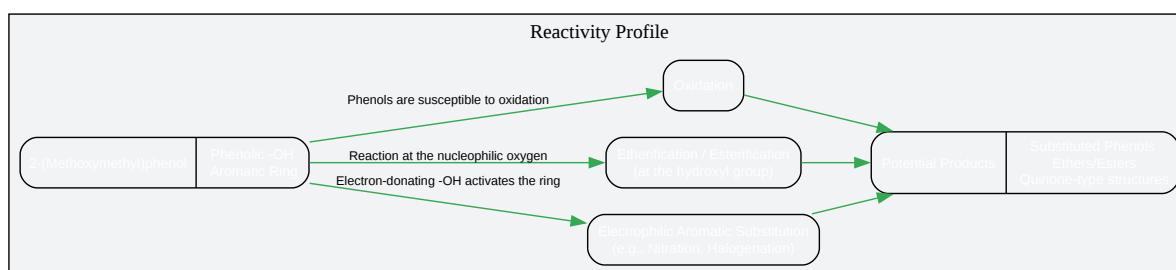 Reactivity Profile
Phenols are susceptible to oxidation
Oxidation
2-(Methoxymethyl)phenol
Phenolic -OH
Aromatic Ring
Reaction at the nucleophilic oxygen
Etherification / Esterification
(at the hydroxyl group)
Potential Products
Substituted Phenols
Ethers/Esters
Quinone-type structures
Electron-donating -OH activates the ring
Electrophilic Aromatic Substitution
(e.g., Nitration, Halogenation)